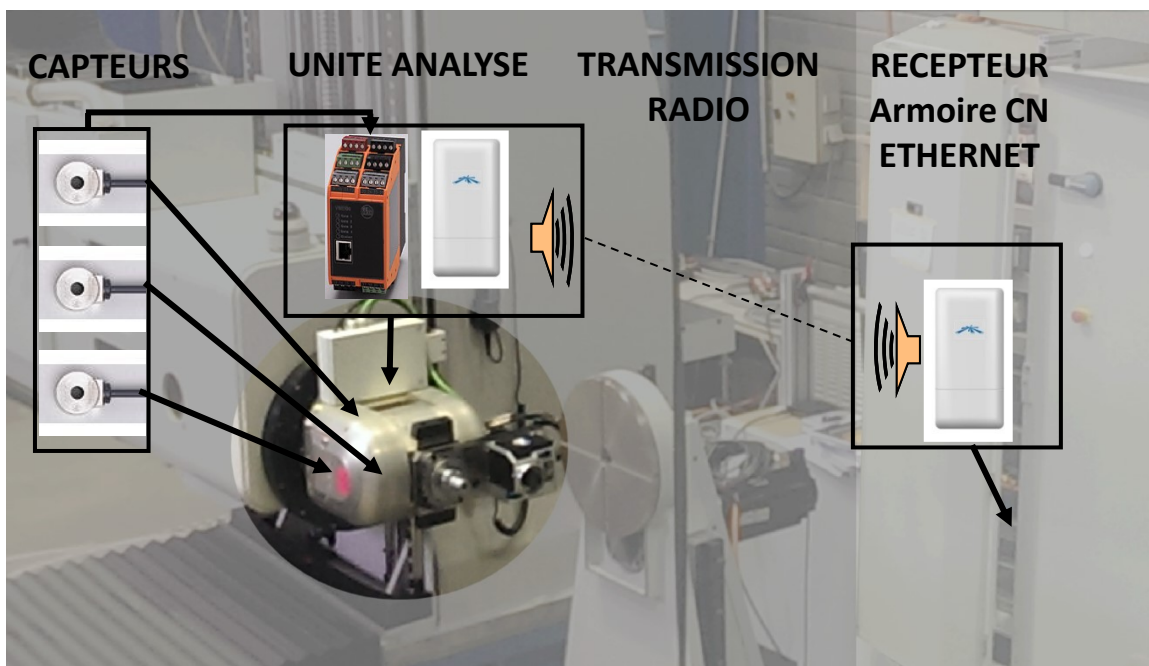 CAPTEURS
UNITE ANALYSE
TRANSMISSION
RADIO
RECEPTEUR
Armoire CN
ETHERNET